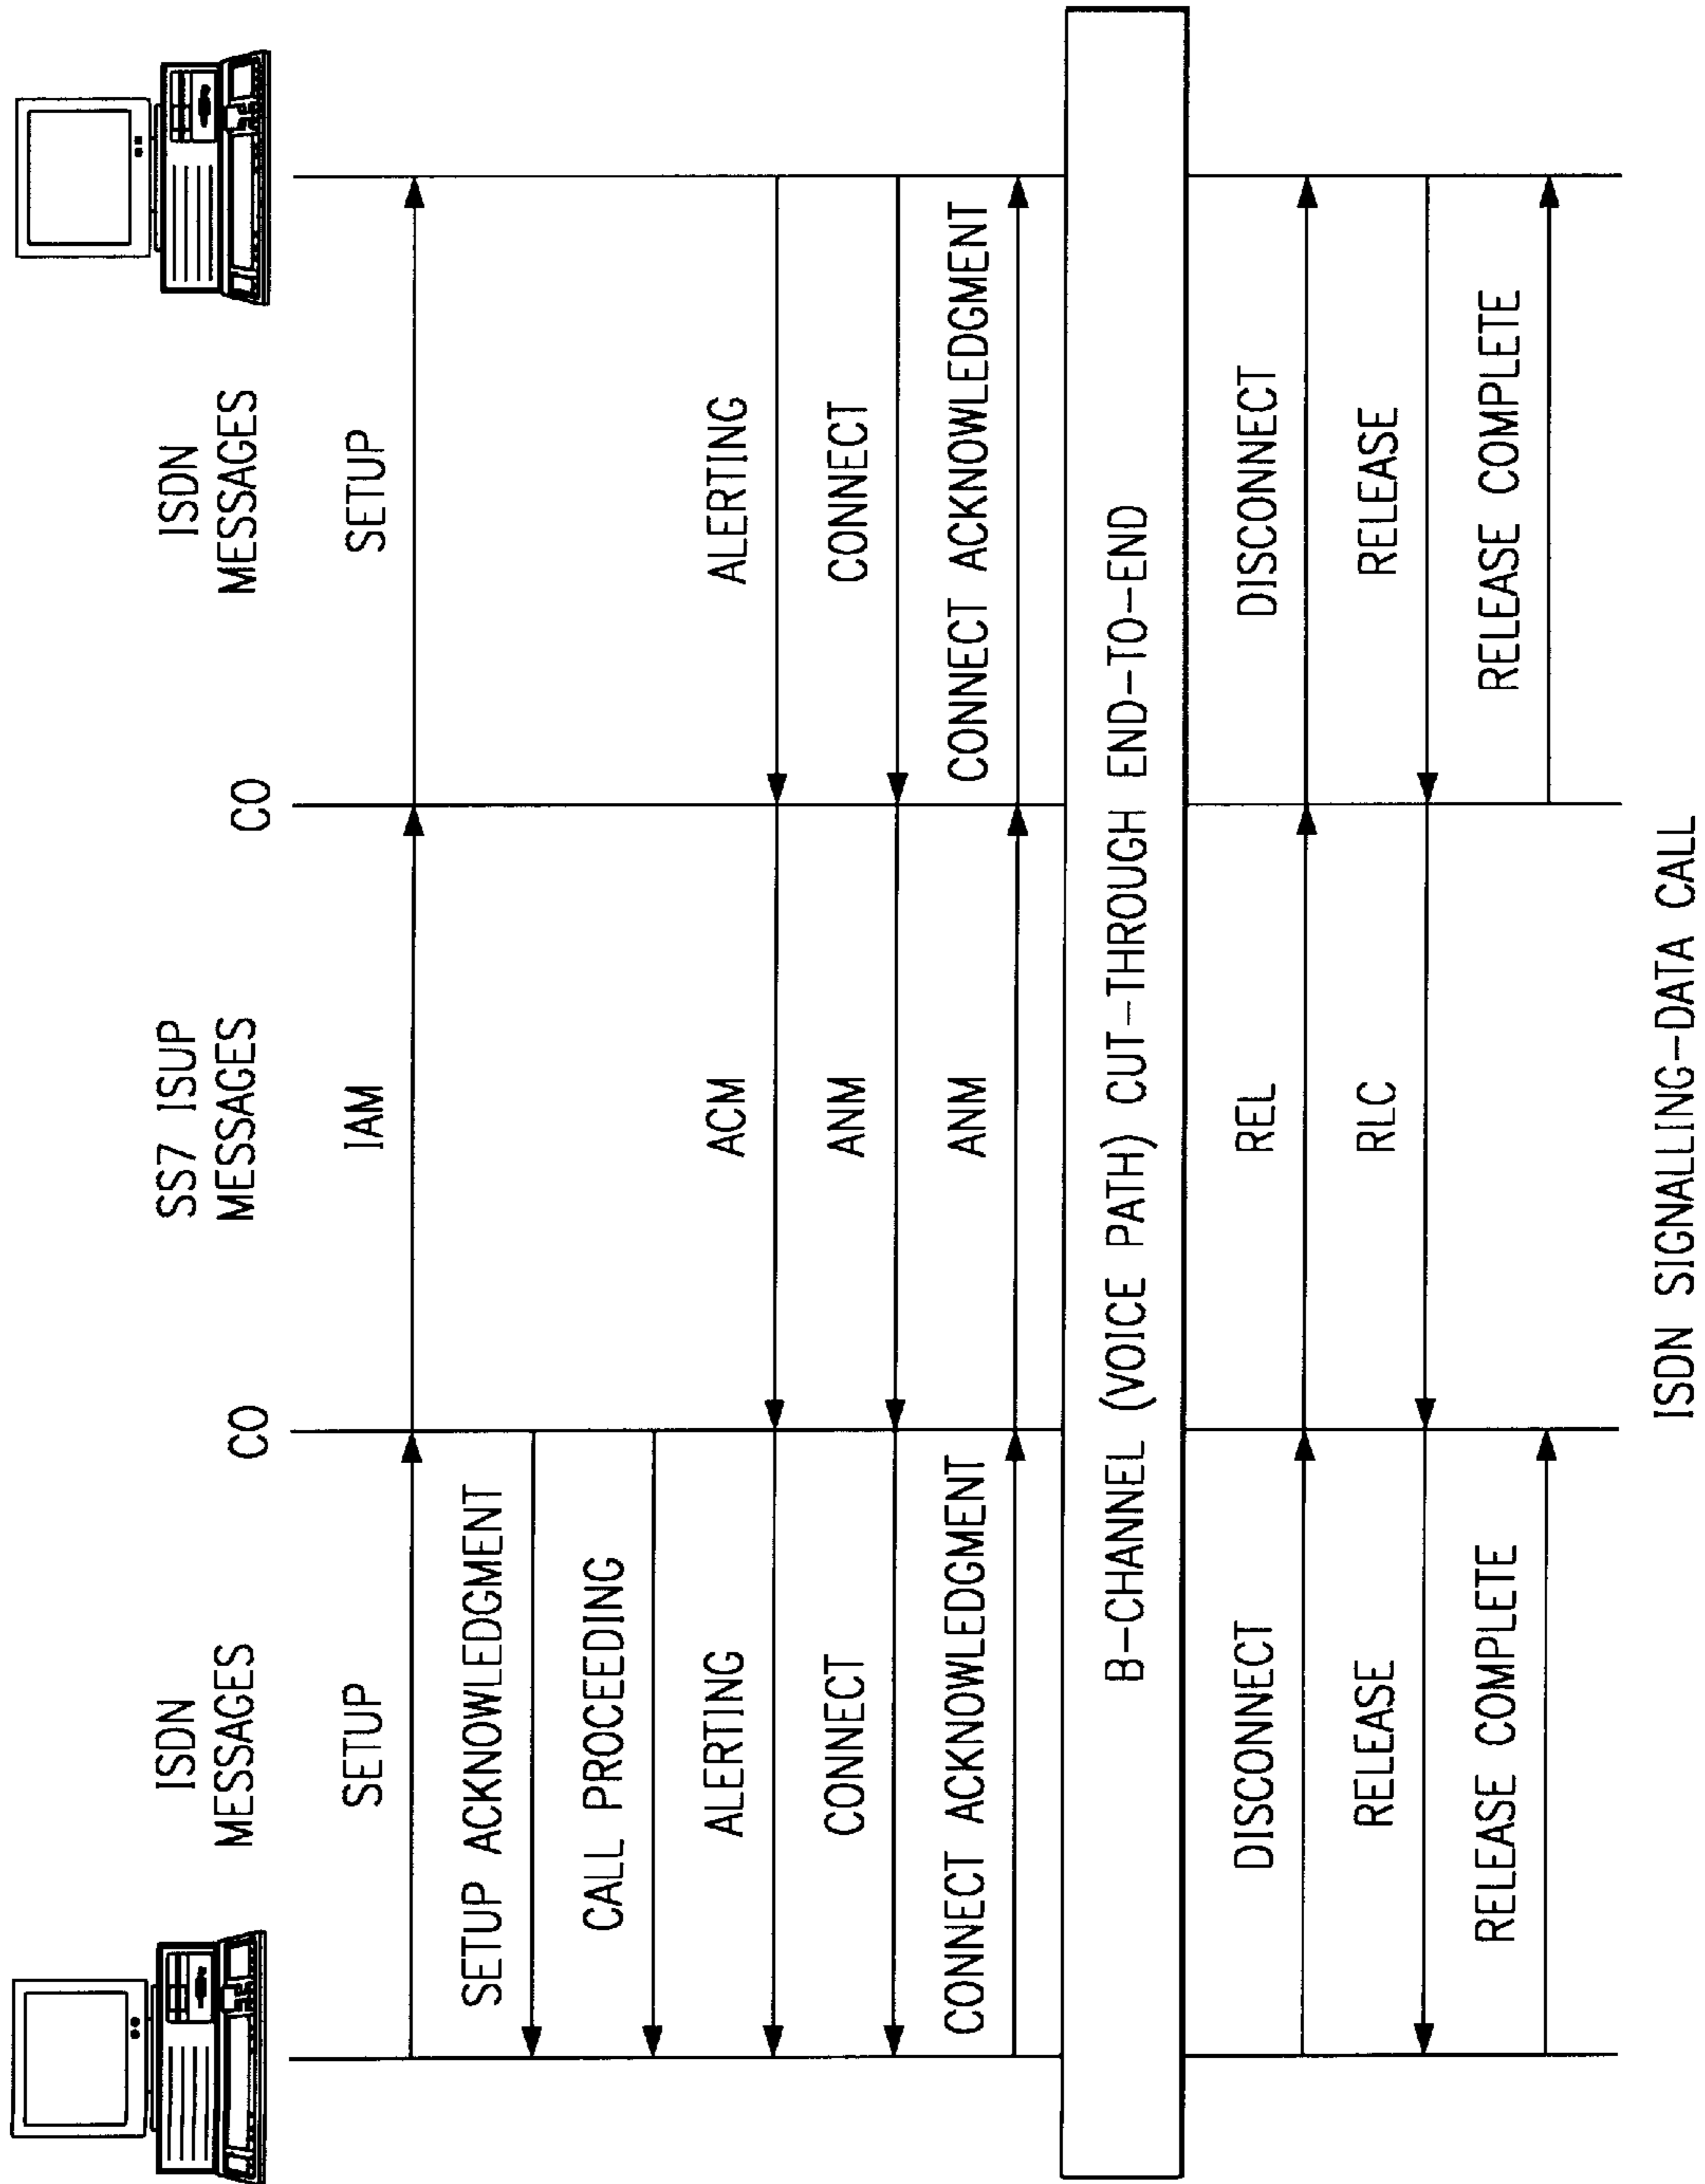 ISDN
MESSAGES
CO
SS7 ISUP
MESSAGES
CO
ISDN
MESSAGES
SETUP
IAM
SETUP
SETUP ACKNOWLEDGMENT
CALL PROCEEDING
ALERTING
ACM
ALERTING
CONNECT
ANM
CONNECT
CONNECT ACKNOWLEDGMENT
ANM
CONNECT ACKNOWLEDGMENT
B-CHANNEL (VOICE PATH) CUT-THROUGH END-TO-END
DISCONNECT
REL
DISCONNECT
RELEASE
RLC
RELEASE
RELEASE COMPLETE
RELEASE COMPLETE
ISDN SIGNALLING-DATA CALL